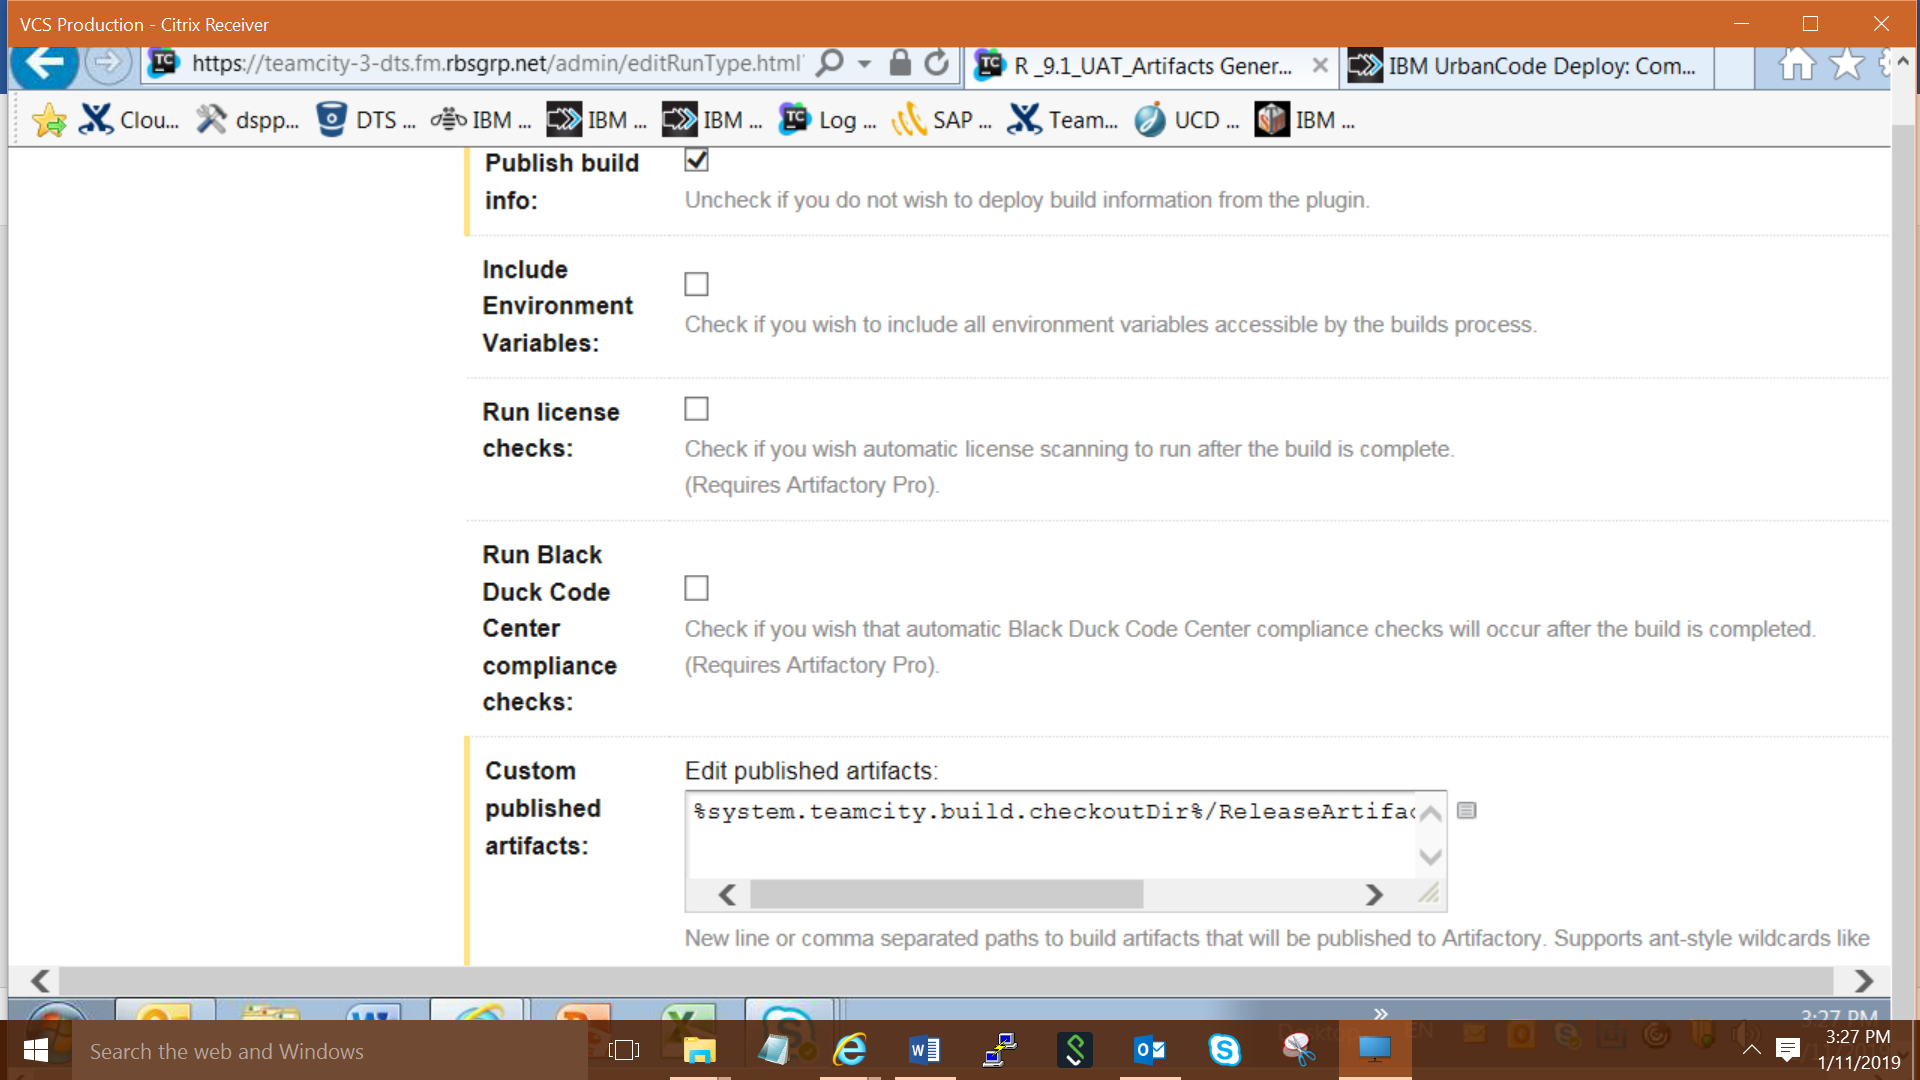 VCS Production - Citrix Receiver
https://teamcity-3-dts.fm.rbsgrp.net/admin/editRunType.html
R _9.1_UAT_Artifacts Gener...
IBM UrbanCode Deploy: Com...
Clou...
dspp...
DTS ...
IBM ...
IBM ...
IBM ...
Log ...
SAP ...
Team...
UCD ...
IBM ...
Publish build
info:
Uncheck if you do not wish to deploy build information from the plugin.
Include
Environment
Variables:
Check if you wish to include all environment variables accessible by the builds process.
Run license
checks:
Check if you wish automatic license scanning to run after the build is complete.
(Requires Artifactory Pro).
Run Black
Duck Code
Center
compliance
checks:
Check if you wish that automatic Black Duck Code Center compliance checks will occur after the build is completed.
(Requires Artifactory Pro).
Custom
published
artifacts:
Edit published artifacts:
%system.teamcity.build.checkoutDir%/ReleaseArtifac
New line or comma separated paths to build artifacts that will be published to Artifactory. Supports ant-style wildcards like
3:27 PM
Search the web and Windows
Desktop
EN
3:27 PM
1/11/2019